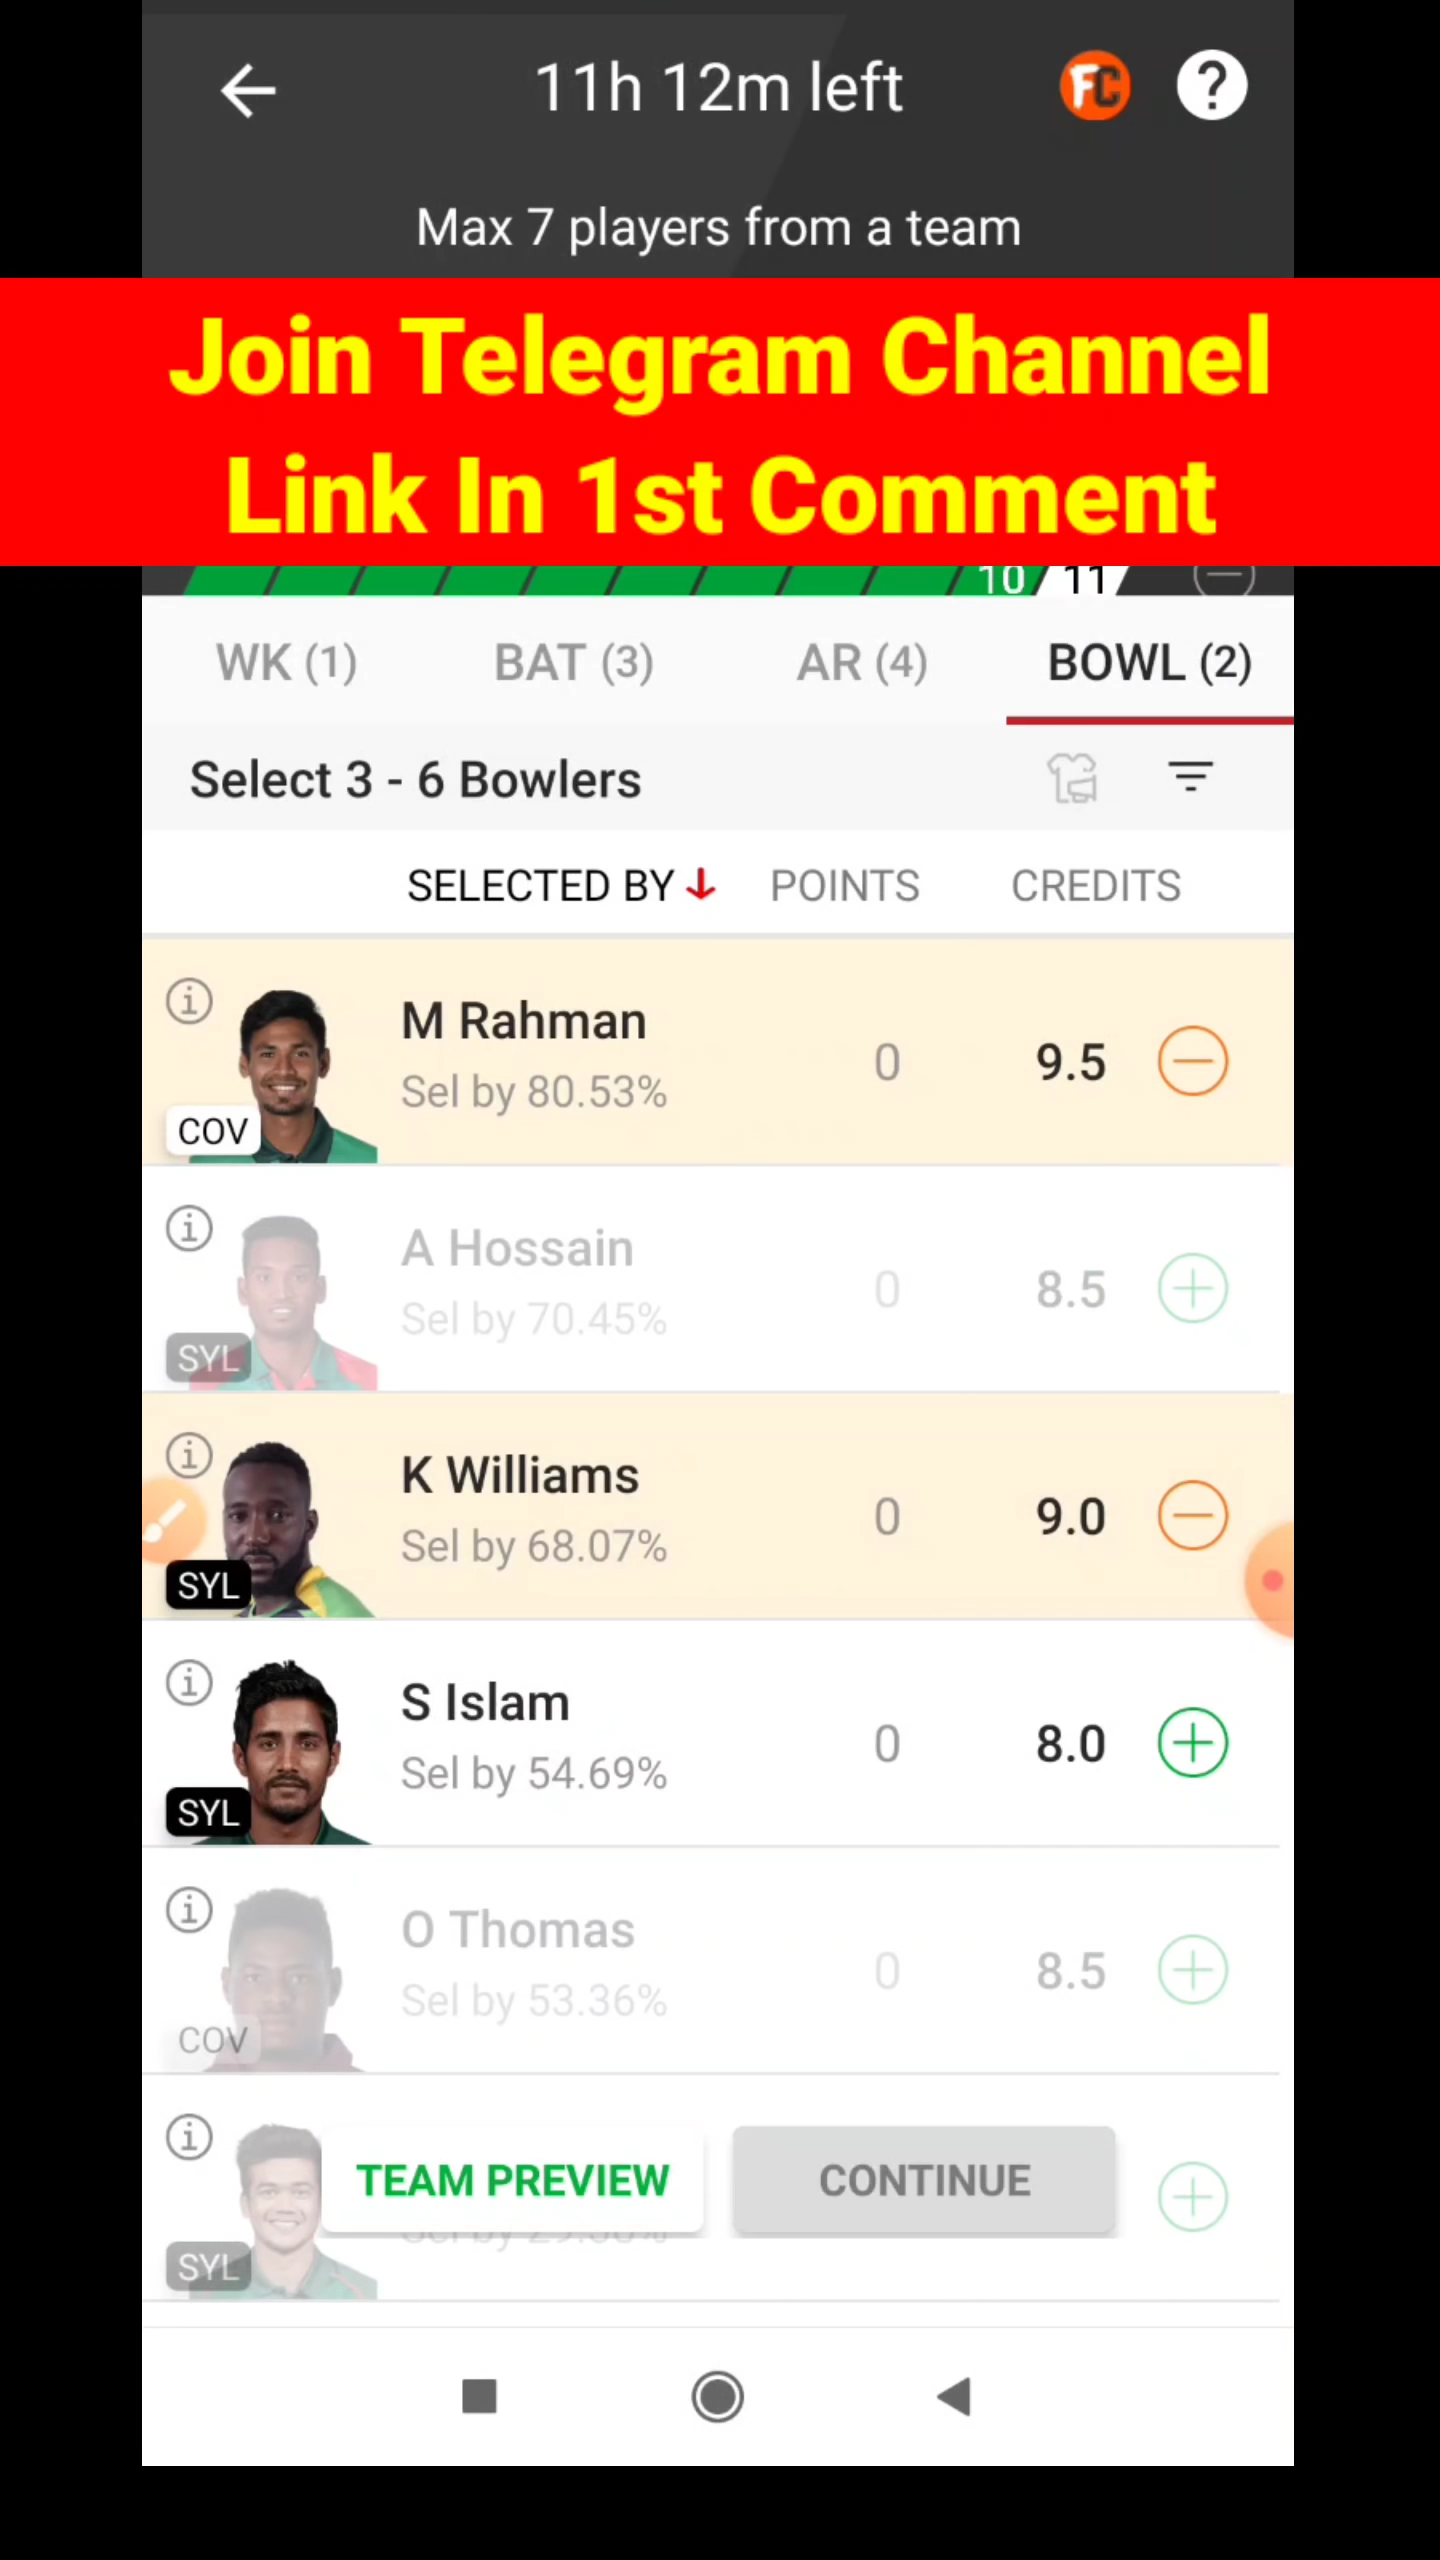 11h 12m left
FC
?
Max 7 players from a team
Join Telegram Channel
Link In 1st Comment
10 11
WK (1) BAT (3) AR (4) BOWL (2)
Select 3 - 6 Bowlers
SELECTED BY POINTS CREDITS
M Rahman
Sel by 80.53%
0 9.5
COV
A Hossain
Sel by 70.45%
0 8.5
SYL
K Williams
Sel by 68.07%
0 9.0
SYL
S Islam
Sel by 54.69%
0 8.0
SYL
O Thomas
Sel by 53.36%
0 8.5
COV
TEAM PREVIEW CONTINUE
SYL